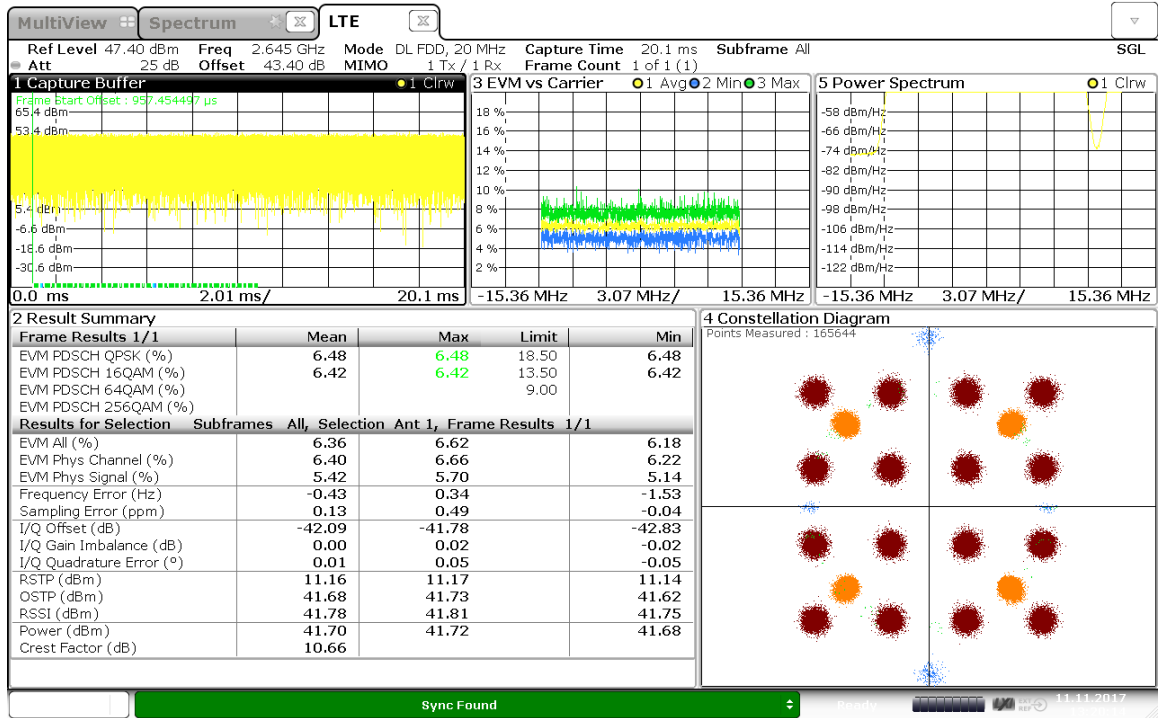 MultiView Spectrum LTE
Ref Level 47.40 dBm Freq 2.645 GHz Mode DL FDD, 20 MHz Capture Time 20.1 ms Subframe All SGL
Att 25 dB Offset 43.40 dB MIMO 1 Tx / 1 Rx Frame Count 1 of 1 (1)
1 Capture Buffer 1 Clrw
Frame Start Offset : 957.454497 µs
65.4 dBm
53.4 dBm
5.4 dBm
-6.6 dBm
-18.6 dBm
-30.6 dBm
0.0 ms 2.01 ms/ 20.1 ms
3 EVM vs Carrier 1 Avg 2 Min 3 Max
18 %
16 %
14 %
12 %
10 %
8 %
6 %
4 %
2 %
-15.36 MHz 3.07 MHz/ 15.36 MHz
5 Power Spectrum 1 Clrw
-58 dBm/Hz
-66 dBm/Hz
-74 dBm/Hz
-82 dBm/Hz
-90 dBm/Hz
-98 dBm/Hz
-106 dBm/Hz
-114 dBm/Hz
-122 dBm/Hz
-15.36 MHz 3.07 MHz/ 15.36 MHz
2 Result Summary
Frame Results 1/1 Mean Max Limit Min
EVM PDSCH QPSK (%) 6.48 6.48 18.50 6.48
EVM PDSCH 16QAM (%) 6.42 6.42 13.50 6.42
EVM PDSCH 64QAM (%) 9.00
EVM PDSCH 256QAM (%)
Results for Selection Subframes All, Selection Ant 1, Frame Results 1/1
EVM All (%) 6.36 6.62 6.18
EVM Phys Channel (%) 6.40 6.66 6.22
EVM Phys Signal (%) 5.42 5.70 5.14
Frequency Error (Hz) -0.43 0.34 -1.53
Sampling Error (ppm) 0.13 0.49 -0.04
I/Q Offset (dB) -42.09 -41.78 -42.83
I/Q Gain Imbalance (dB) 0.00 0.02 -0.02
I/Q Quadrature Error (º) 0.01 0.05 -0.05
RSTP (dBm) 11.16 11.17 11.14
OSTP (dBm) 41.68 41.73 41.62
RSSI (dBm) 41.78 41.81 41.75
Power (dBm) 41.70 41.72 41.68
Crest Factor (dB) 10.66
4 Constellation Diagram
Points Measured : 165644
Sync Found Ready 11.11.2017